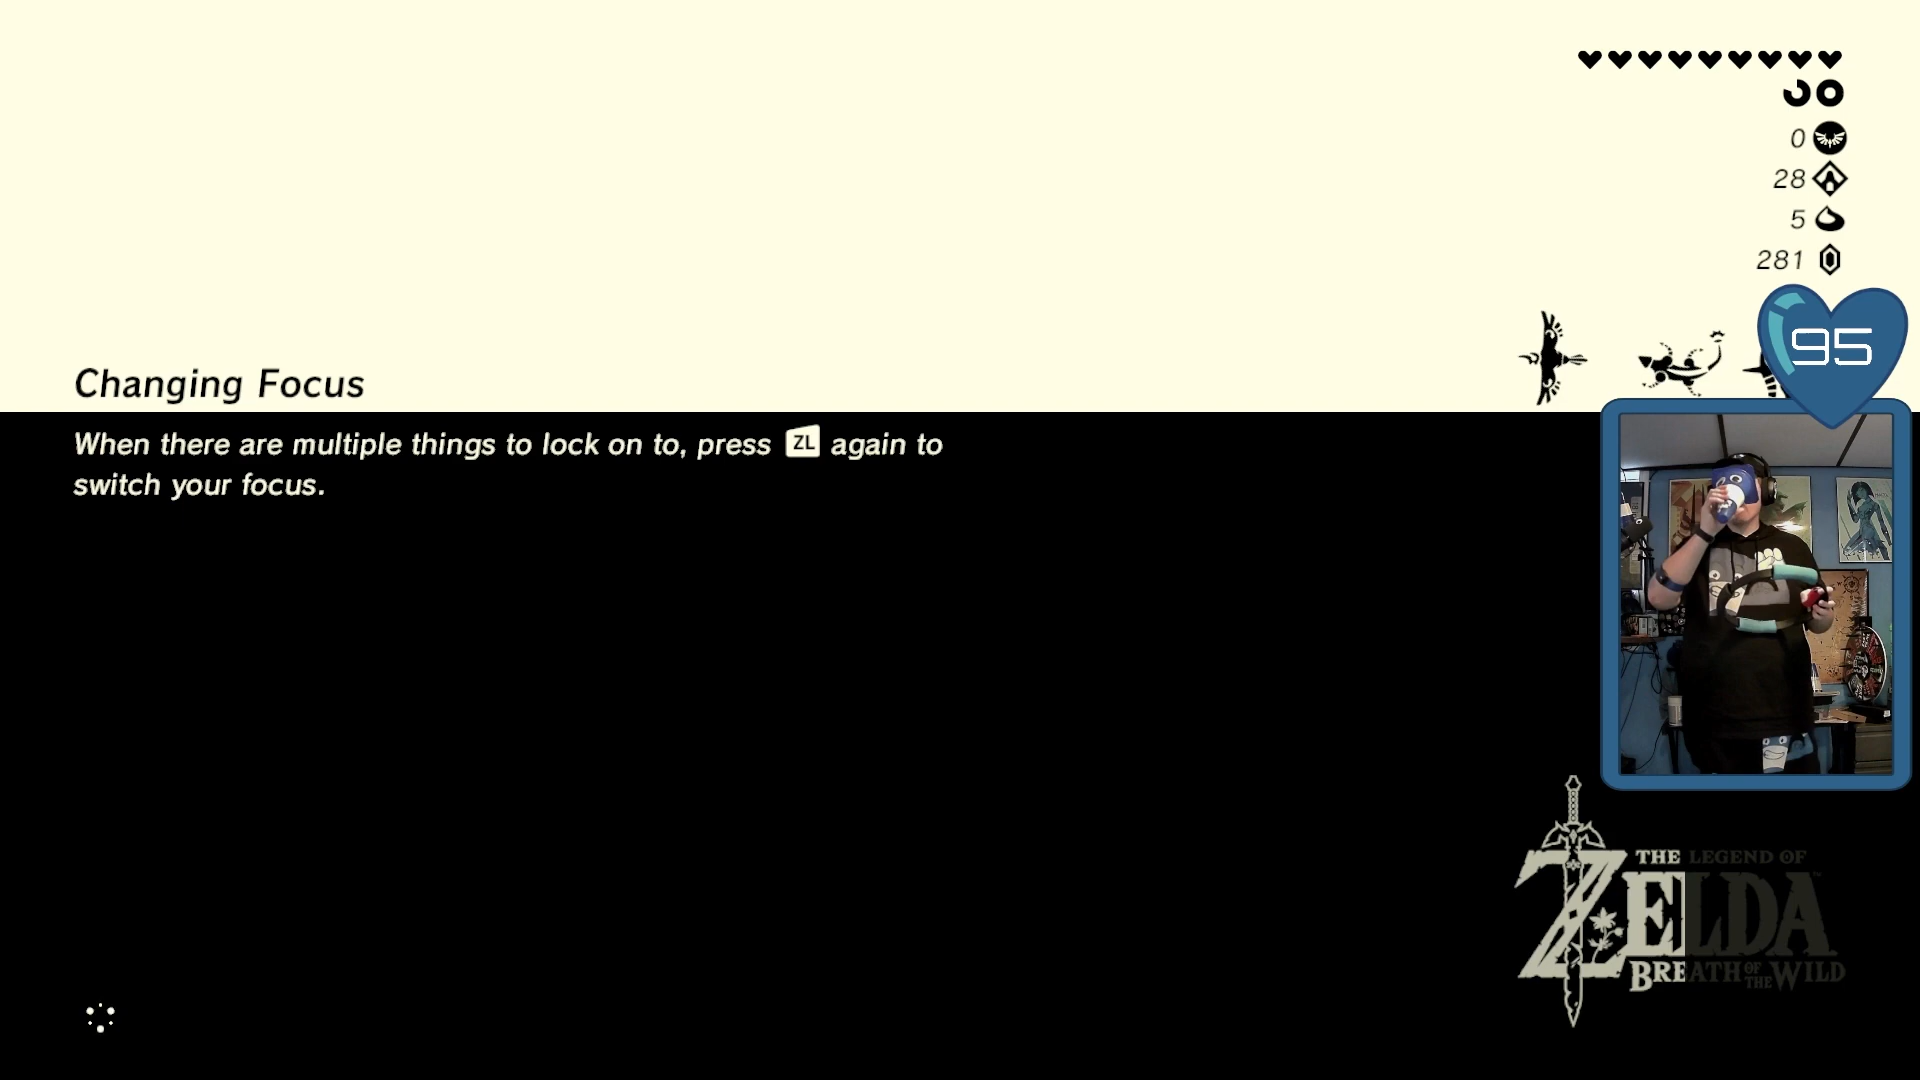 0
28
5
281
95
Changing Focus
When there are multiple things to lock on to, press ZL again to
switch your focus.
THE LEGEND OF
ZELDA
BREATH OF THE WILD